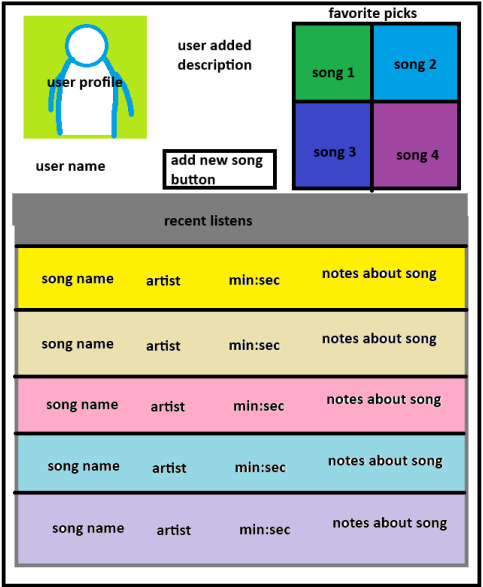 favorite picks
user added
description
user profile
song 1
song 2
song 3
song 4
user name
add new song
button
recent listens
song name artist min:sec notes about song
song name artist min:sec notes about song
song name artist min:sec notes about song
song name artist min:sec notes about song
song name artist min:sec notes about song